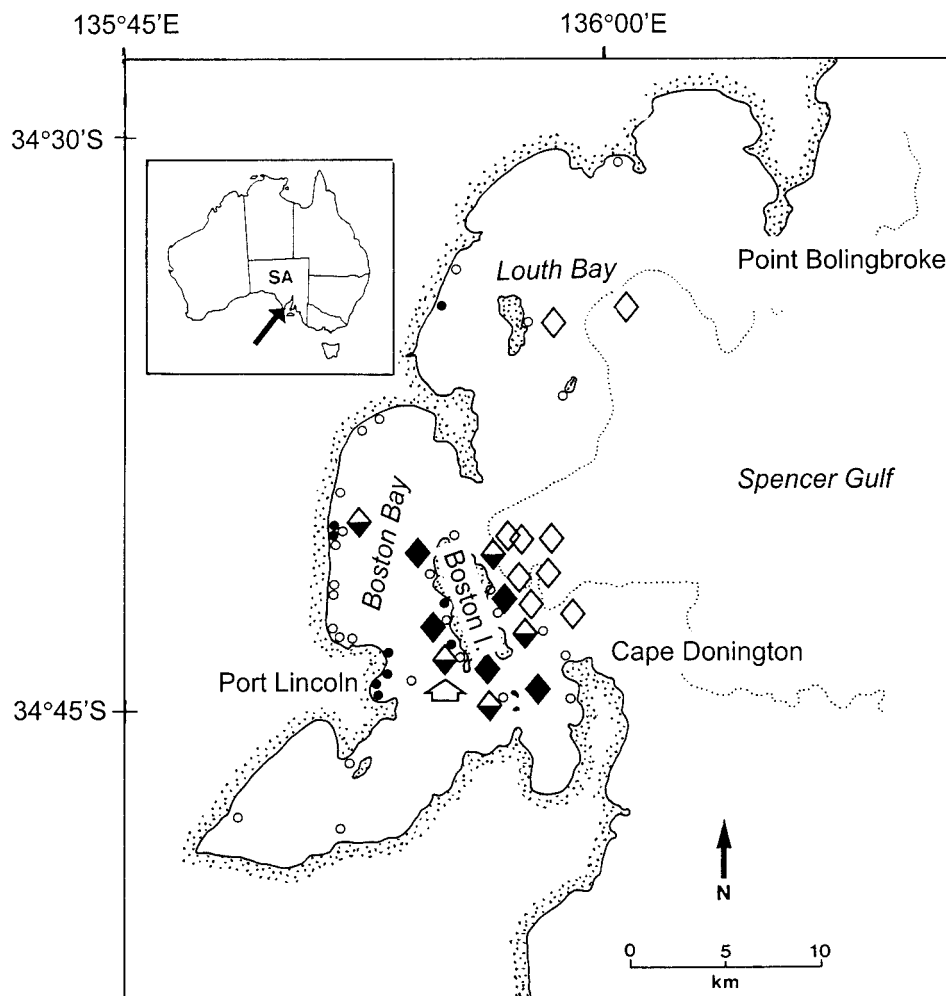 135°45'E
136°00'E
34°30'S
SA
Louth Bay
Point Bolingbroke
Spencer Gulf
Boston Bay
Boston I.
Cape Donington
Port Lincoln
34°45'S
N
0 5 10
km